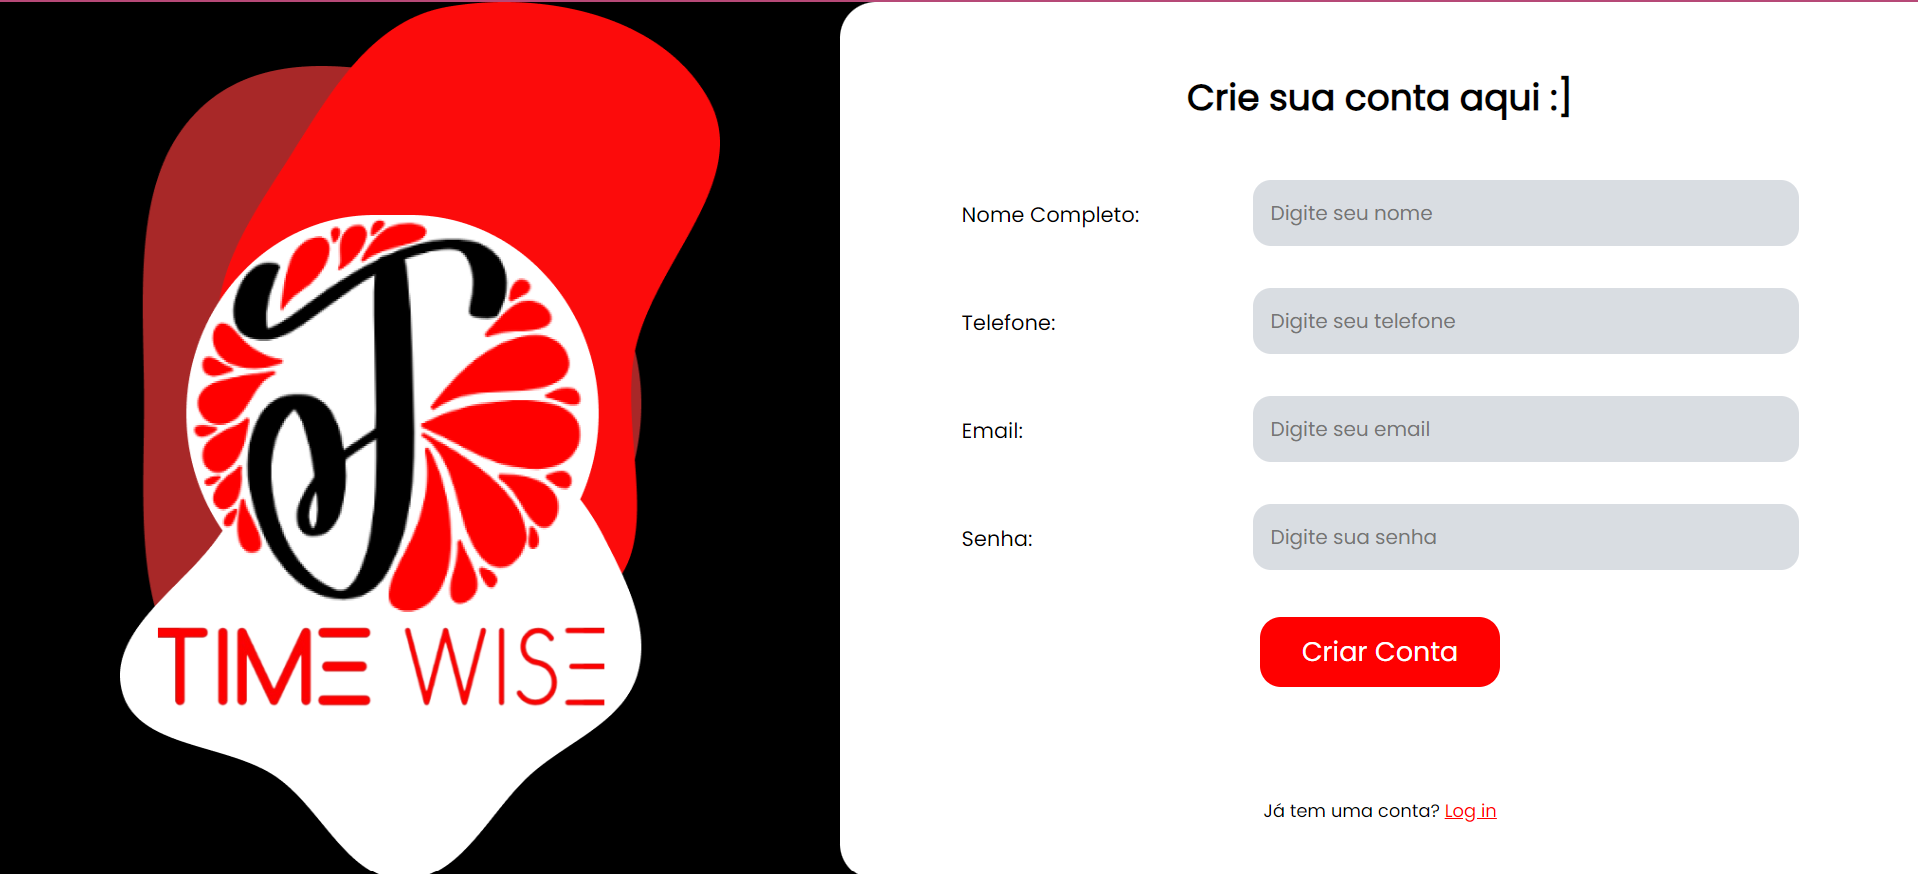 TIME WISE
Crie sua conta aqui :]
Nome Completo:
Digite seu nome
Telefone:
Digite seu telefone
Email:
Digite seu email
Senha:
Digite sua senha
Criar Conta
Já tem uma conta? Log in